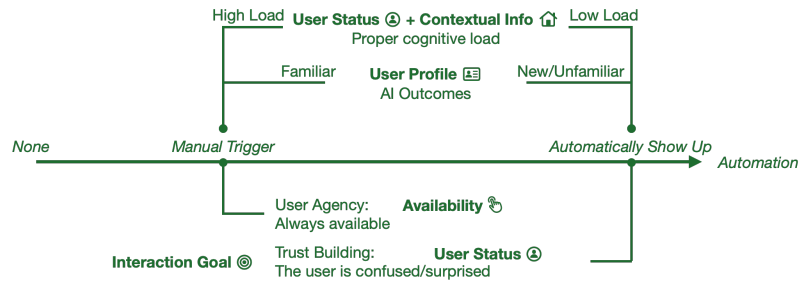 High Load User Status + Contextual Info Low Load
Proper cognitive load
Familiar User Profile New/Unfamiliar
AI Outcomes
None Manual Trigger Automatically Show Up
Automation
User Agency: Availability
Always available
Interaction Goal Trust Building: User Status
The user is confused/surprised